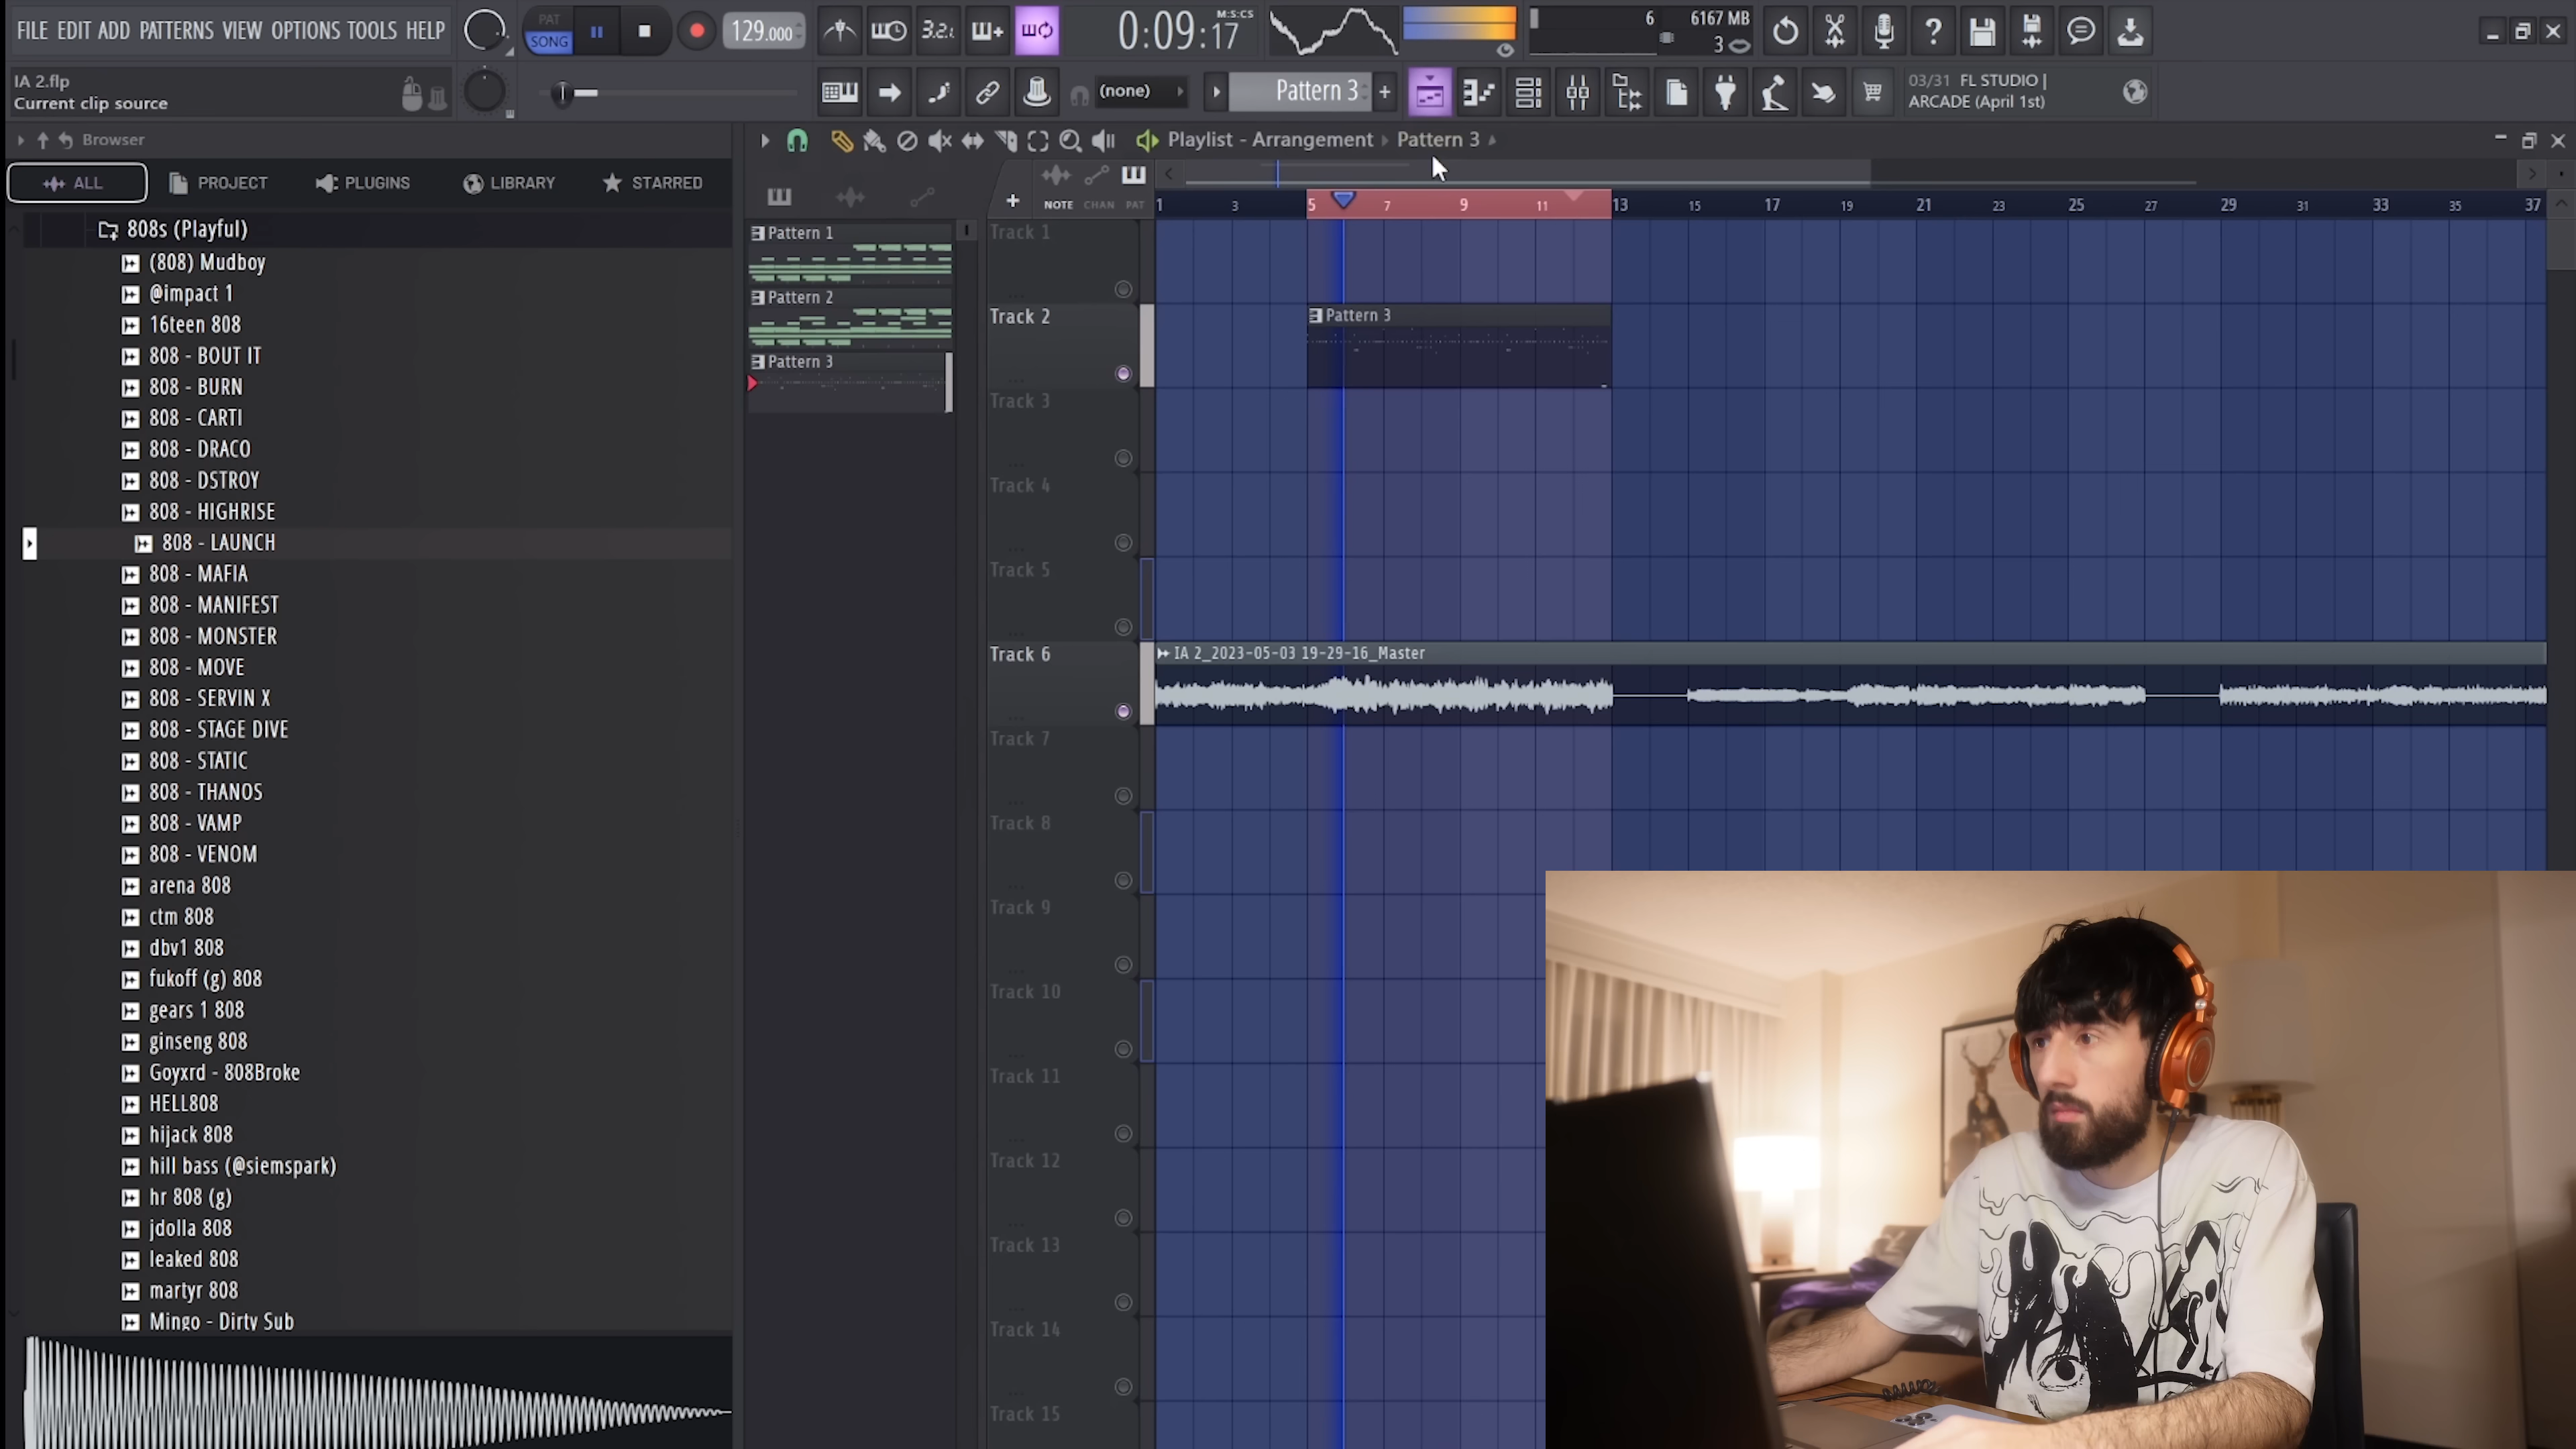 FILE EDIT ADD PATTERNS VIEW OPTIONS TOOLS HELP
PAT
SONG
129.000
3.2.
0:09:17
M:S:CS
6
6167 MB
3
IA 2.flp
Current clip source
(none)
Pattern 3
03/31 FL STUDIO |
ARCADE (April 1st)
Browser
Playlist - Arrangement
Pattern 3
ALL
PROJECT
PLUGINS
LIBRARY
STARRED
NOTE CHAN PAT
1 3 5 7 9 11 13 15 17 19 21 23 25 27 29 31 33 35 37
808s (Playful)
(808) Mudboy
@impact 1
16teen 808
808 - BOUT IT
808 - BURN
808 - CARTI
808 - DRACO
808 - DSTROY
808 - HIGHRISE
808 - LAUNCH
808 - MAFIA
808 - MANIFEST
808 - MONSTER
808 - MOVE
808 - SERVIN X
808 - STAGE DIVE
808 - STATIC
808 - THANOS
808 - VAMP
808 - VENOM
arena 808
ctm 808
dbv1 808
fukoff (g) 808
gears 1 808
ginseng 808
Goyxrd - 808Broke
HELL808
hijack 808
hill bass (@siemspark)
hr 808 (g)
jdolla 808
leaked 808
martyr 808
Mingo - Dirty Sub
Pattern 1
Pattern 2
Pattern 3
Track 1
Track 2
Pattern 3
Track 3
Track 4
Track 5
Track 6
IA 2_2023-05-03 19-29-16_Master
Track 7
Track 8
Track 9
Track 10
Track 11
Track 12
Track 13
Track 14
Track 15